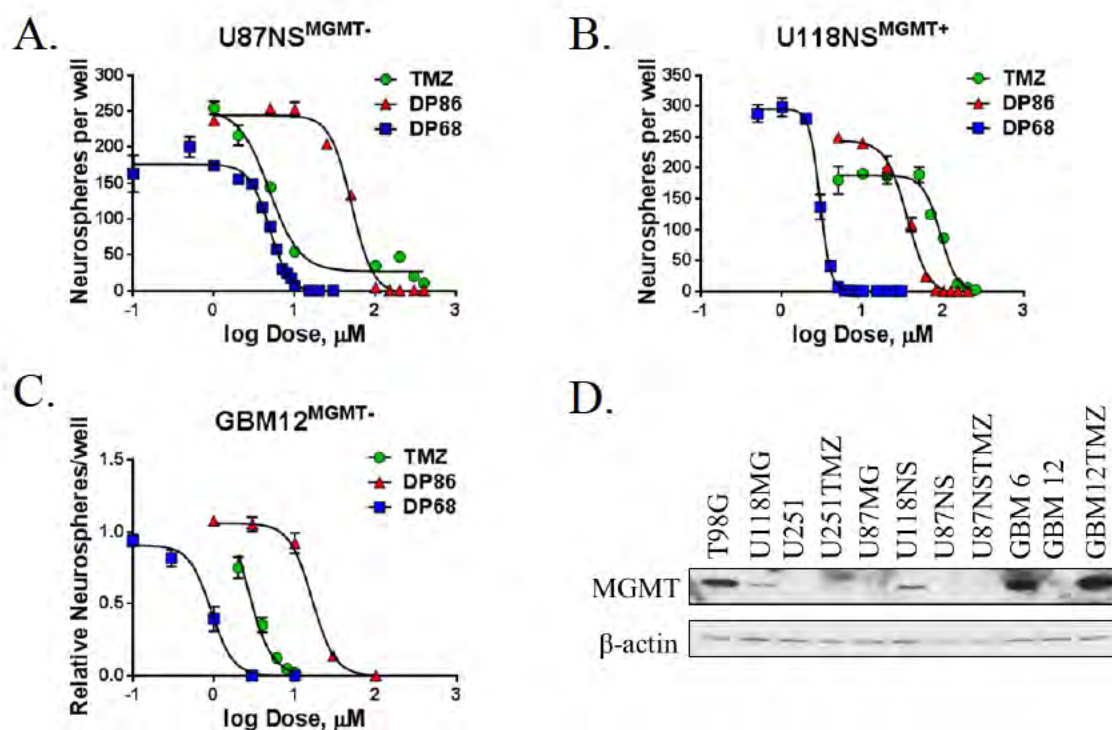 A.
U87NS^MGMT-
Neurospheres per well
300
250
200
150
100
50
0
-1
0
1
2
3
log Dose, µM
TMZ
DP86
DP68
B.
U118NS^MGMT+
Neurospheres per well
350
300
250
200
150
100
50
0
-1
0
1
2
3
log Dose, µM
TMZ
DP86
DP68
C.
GBM12^MGMT-
Relative Neurospheres/well
1.5
1.0
0.5
0.0
-1
0
1
2
3
log Dose, µM
TMZ
DP86
DP68
D.
T98G
U118MG
U251
U251TMZ
U87MG
U118NS
U87NS
U87NSTMZ
GBM 6
GBM 12
GBM12TMZ
MGMT
β-actin